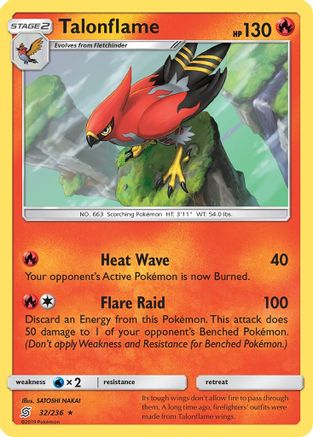 STAGE 2
Talonflame
HP 130
Evolves from Fletchinder
NO. 663 Scorching Pokémon HT: 3'11" WT: 54.0 lbs.
Heat Wave 40
Your opponent's Active Pokémon is now Burned.
Flare Raid 100
Discard an Energy from this Pokémon. This attack does
50 damage to 1 of your opponent's Benched Pokémon.
(Don't apply Weakness and Resistance for Benched Pokémon.)
weakness ×2 resistance retreat
Illus. SATOSHI NAKAI
32/236 ★
©2019 Pokémon
Its tough wings don't allow fire to pass through
them. A long time ago, firefighters' outfits were
made from Talonflame wings.